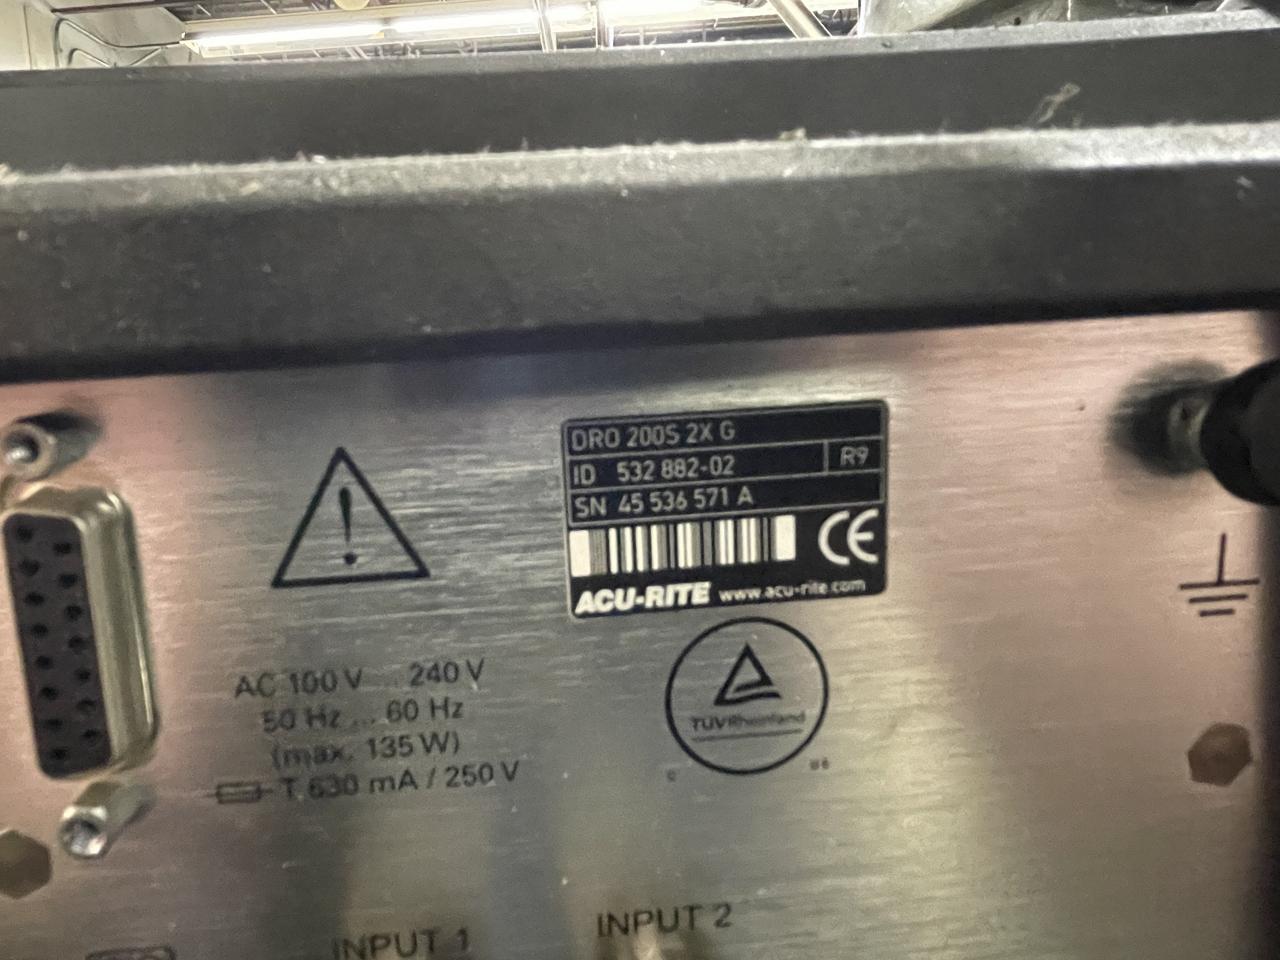 DRO 200S 2X G
ID 532 882-02 R9
SN 45 536 571 A
CE
ACU-RITE www.acu-rite.com
TÜVRheinland
C US
AC 100 V ... 240 V
50 Hz ... 60 Hz
(max. 135 W)
T 630 mA / 250 V
INPUT 1
INPUT 2